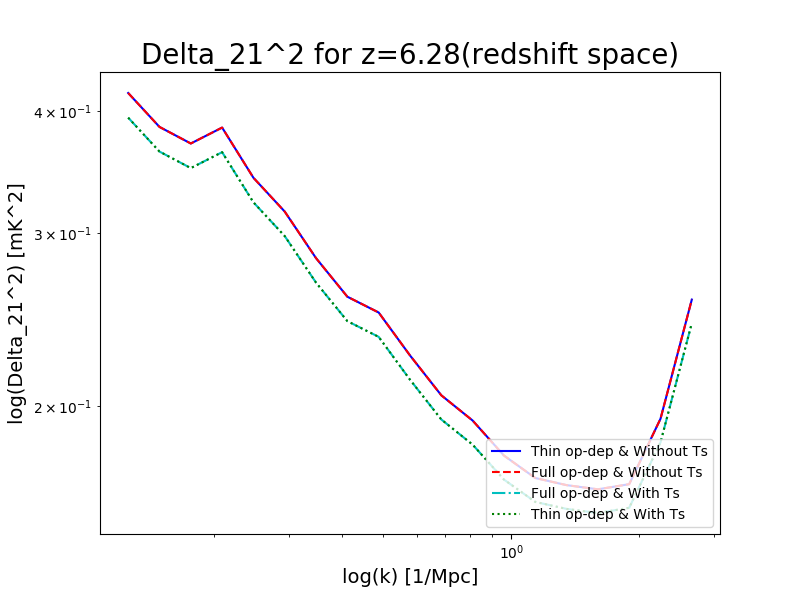 Delta_21^2 for z=6.28(redshift space)
log(Delta_21^2) [mK^2]
4 × 10⁻¹
3 × 10⁻¹
2 × 10⁻¹
Thin op-dep & Without Ts
Full op-dep & Without Ts
Full op-dep & With Ts
Thin op-dep & With Ts
10⁰
log(k) [1/Mpc]